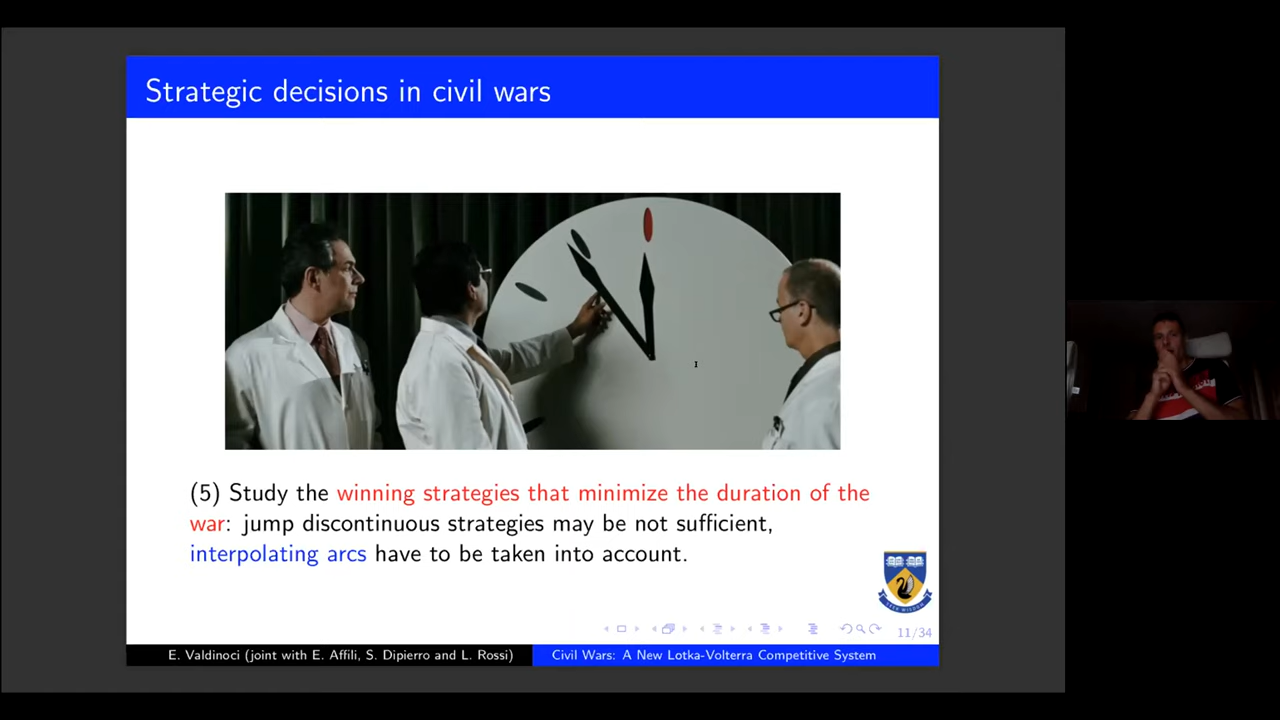 Strategic decisions in civil wars
(5) Study the winning strategies that minimize the duration of the
war: jump discontinuous strategies may be not sufficient,
interpolating arcs have to be taken into account.
11/34
E. Valdinoci (joint with E. Affili, S. Dipierro and L. Rossi)
Civil Wars: A New Lotka-Volterra Competitive System